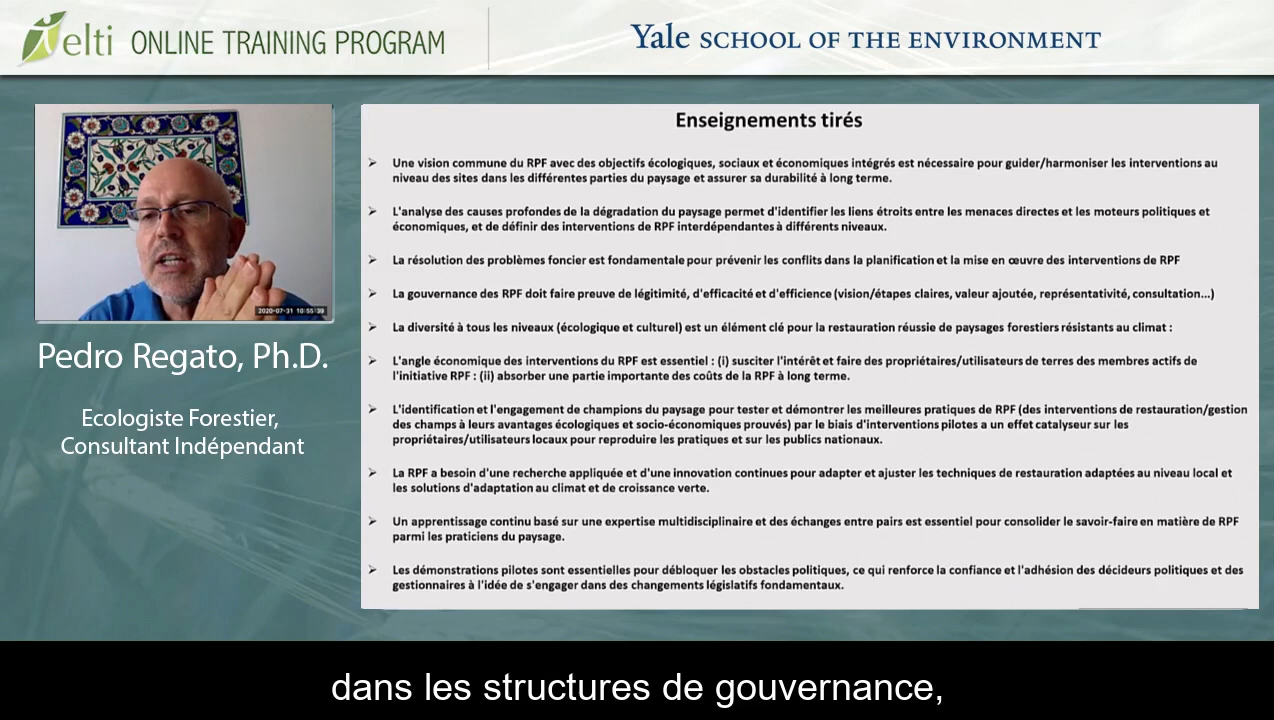 elti ONLINE TRAINING PROGRAM
Yale SCHOOL OF THE ENVIRONMENT
2020-07-31 10:55:39
Pedro Regato, Ph.D.
Ecologiste Forestier,
Consultant Indépendant
Enseignements tirés
Une vision commune du RPF avec des objectifs écologiques, sociaux et économiques intégrés est nécessaire pour guider/harmoniser les interventions au
niveau des sites dans les différentes parties du paysage et assurer sa durabilité à long terme.
L'analyse des causes profondes de la dégradation du paysage permet d'identifier les liens étroits entre les menaces directes et les moteurs politiques et
économiques, et de définir des interventions de RPF interdépendantes à différents niveaux.
La résolution des problèmes foncier est fondamentale pour prévenir les conflits dans la planification et la mise en œuvre des interventions de RPF
La gouvernance des RPF doit faire preuve de légitimité, d'efficacité et d'efficience (vision/étapes claires, valeur ajoutée, représentativité, consultation...)
La diversité à tous les niveaux (écologique et culturel) est un élément clé pour la restauration réussie de paysages forestiers résistants au climat :
L'angle économique des interventions du RPF est essentiel : (i) susciter l'intérêt et faire des propriétaires/utilisateurs de terres des membres actifs de
l'initiative RPF : (ii) absorber une partie importante des coûts de la RPF à long terme.
L'identification et l'engagement de champions du paysage pour tester et démontrer les meilleures pratiques de RPF (des interventions de restauration/gestion
des champs à leurs avantages écologiques et socio-économiques prouvés) par le biais d'interventions pilotes a un effet catalyseur sur les
propriétaires/utilisateurs locaux pour reproduire les pratiques et sur les publics nationaux.
La RPF a besoin d'une recherche appliquée et d'une innovation continues pour adapter et ajuster les techniques de restauration adaptées au niveau local et
les solutions d'adaptation au climat et de croissance verte.
Un apprentissage continu basé sur une expertise multidisciplinaire et des échanges entre pairs est essentiel pour consolider le savoir-faire en matière de RPF
parmi les praticiens du paysage.
Les démonstrations pilotes sont essentielles pour débloquer les obstacles politiques, ce qui renforce la confiance et l'adhésion des décideurs politiques et des
gestionnaires à l'idée de s'engager dans des changements législatifs fondamentaux.
dans les structures de gouvernance,